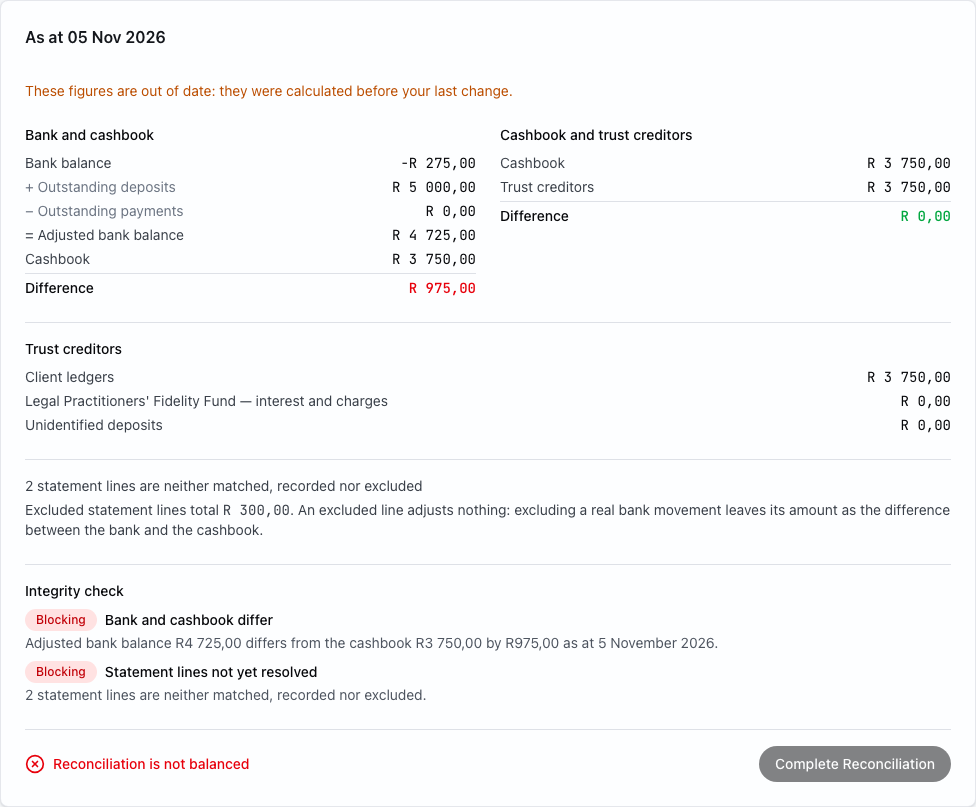 As at 05 Nov 2026
These figures are out of date: they were calculated before your last change.
Bank and cashbook
Bank balance -R 275,00
+ Outstanding deposits R 5 000,00
− Outstanding payments R 0,00
= Adjusted bank balance R 4 725,00
Cashbook R 3 750,00
Difference R 975,00
Cashbook and trust creditors
Cashbook R 3 750,00
Trust creditors R 3 750,00
Difference R 0,00
Trust creditors
Client ledgers R 3 750,00
Legal Practitioners' Fidelity Fund — interest and charges R 0,00
Unidentified deposits R 0,00
2 statement lines are neither matched, recorded nor excluded
Excluded statement lines total R 300,00. An excluded line adjusts nothing: excluding a real bank movement leaves its amount as the difference
between the bank and the cashbook.
Integrity check
Blocking Bank and cashbook differ
Adjusted bank balance R4 725,00 differs from the cashbook R3 750,00 by R975,00 as at 5 November 2026.
Blocking Statement lines not yet resolved
2 statement lines are neither matched, recorded nor excluded.
Reconciliation is not balanced
Complete Reconciliation